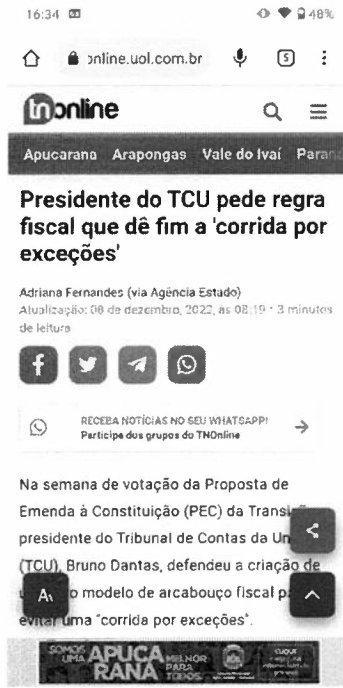 16:34 48%
online.uol.com.br 5
tnonline
Apucarana Arapongas Vale do Ivaí Paran
Presidente do TCU pede regra
fiscal que dê fim a 'corrida por
exceções'
Adriana Fernandes (via Agência Estado)
Atualização: 08 de dezembro, 2022, às 08:19 • 3 minutos
de leitura
RECEBA NOTÍCIAS NO SEU WHATSAPP!
Participe dos grupos do TNOnline
Na semana de votação da Proposta de
Emenda à Constituição (PEC) da
presidente do Tribunal de Contas da
(TCU), Bruno Dantas, defendeu a criação de
modelo de arcabouço fiscal
evitar uma "corrida por exceções".
SOMOS UMA APUCARANA MELHOR PARA TODOS